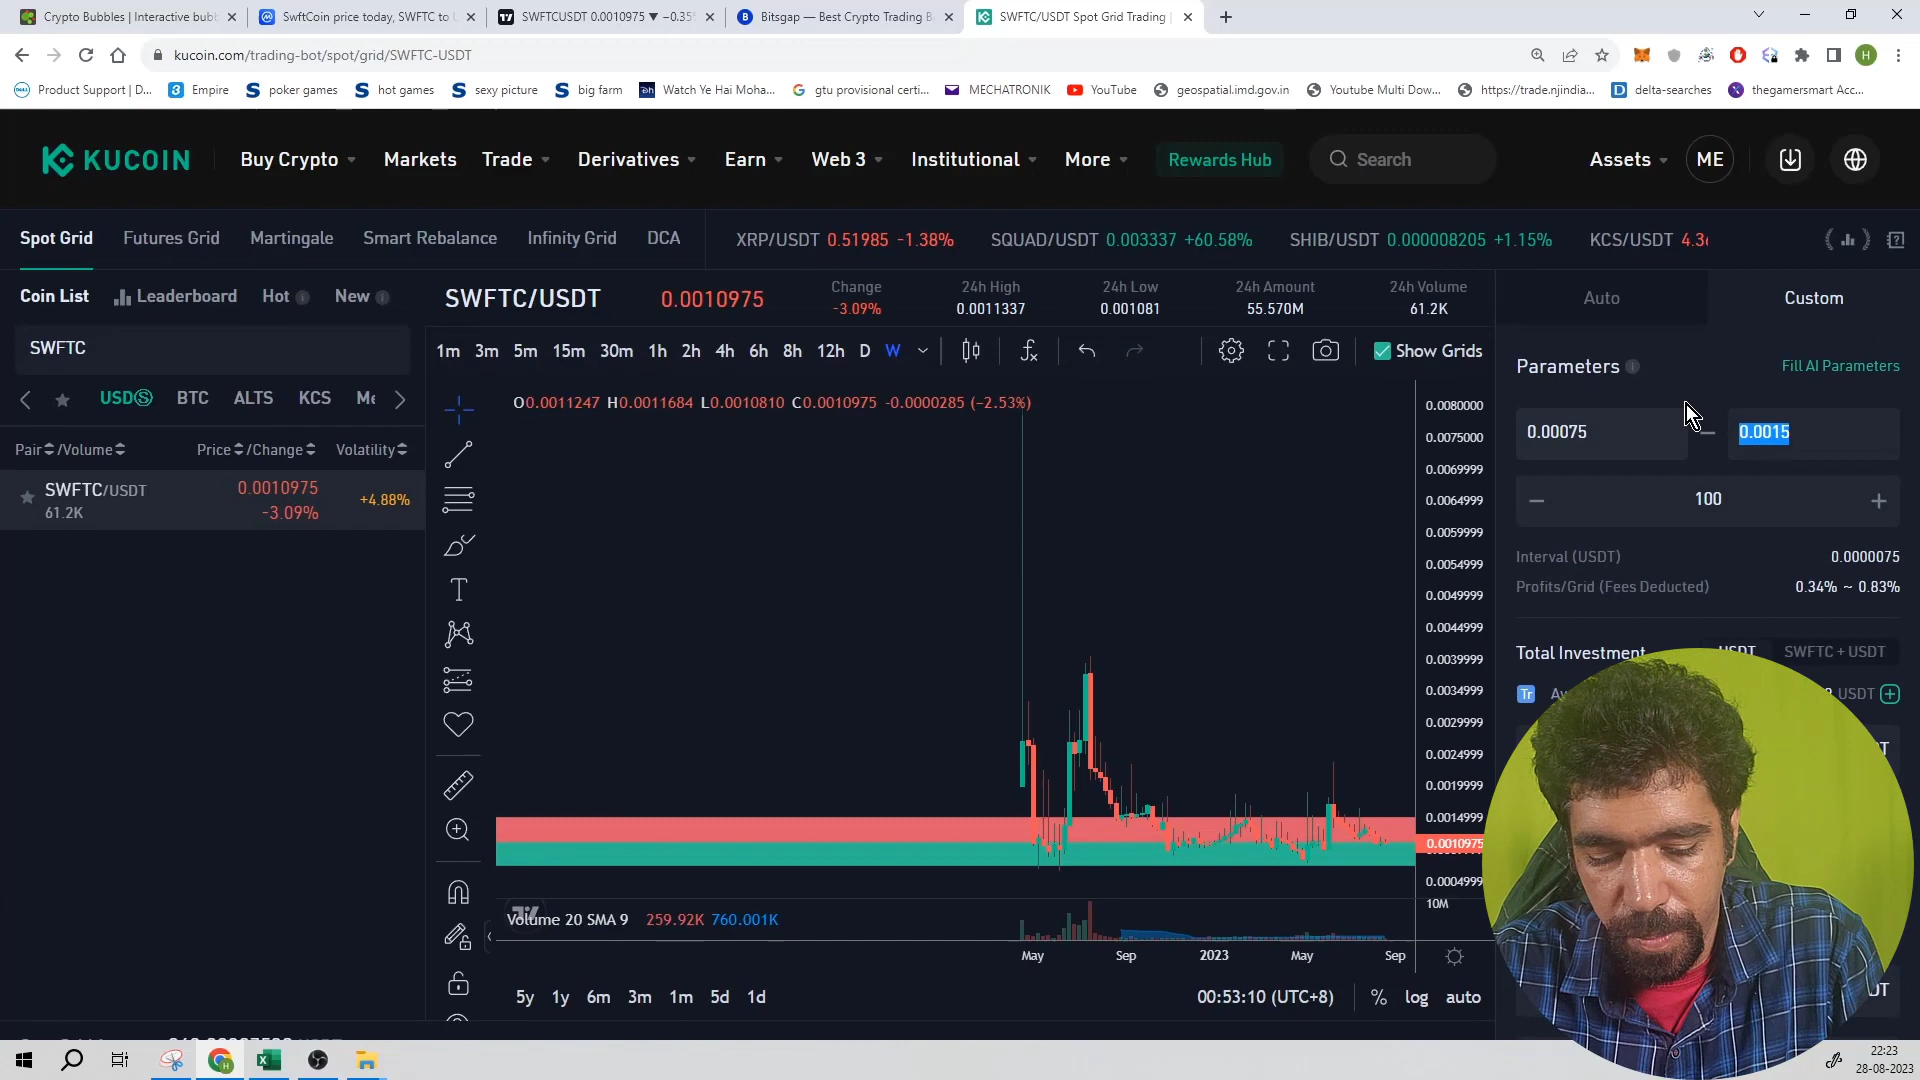 Crypto Bubbles | Interactive bubb
SwftCoin price today, SWFTC to U
SWFTCUSDT 0.0010975 ▼ −0.35
Bitsgap — Best Crypto Trading B
SWFTC/USDT Spot Grid Trading |
kucoin.com/trading-bot/spot/grid/SWFTC-USDT
Product Support | D... Empire poker games hot games sexy picture big farm Watch Ye Hai Moha... gtu provisional certi... MECHATRONIK YouTube geospatial.imd.gov.in Youtube Multi Dow... https://trade.njindia... delta-searches thegamersmart Acc...
KUCOIN Buy Crypto Markets Trade Derivatives Earn Web 3 Institutional More Rewards Hub Search Assets ME
Spot Grid Futures Grid Martingale Smart Rebalance Infinity Grid DCA XRP/USDT 0.51985 -1.38% SQUAD/USDT 0.003337 +60.58% SHIB/USDT 0.000008205 +1.15% KCS/USDT
Coin List Leaderboard Hot New
SWFTC
USDⓈ BTC ALTS KCS
Pair /Volume Price /Change Volatility
SWFTC/USDT 0.0010975 +4.88%
61.2K -3.09%
SWFTC/USDT 0.0010975
Change 24h High 24h Low 24h Amount 24h Volume
-3.09% 0.0011337 0.001081 55.570M 61.2K
1m 3m 5m 15m 30m 1h 2h 4h 6h 8h 12h D W Show Grids
O0.0011247 H0.0011684 L0.0010810 C0.0010975 -0.0000285 (−2.53%)
0.0080000
0.0075000
0.0069999
0.0064999
0.0059999
0.0054999
0.0049999
0.0044999
0.0039999
0.0034999
0.0029999
0.0024999
0.0019999
0.0014999
0.0010975
0.0004999
10M
Volume 20 SMA 9 259.92K 760.001K
May Sep 2023 May Sep
5y 1y 6m 3m 1m 5d 1d 00:53:10 (UTC+8) % log auto
Auto Custom
Parameters Fill AI Parameters
0.00075 – 0.0015
− 100 +
Interval (USDT) 0.0000075
Profits/Grid (Fees Deducted) 0.34% ~ 0.83%
Total Investment USDT SWFTC + USDT
Tr USDT
22:23
28-08-2023